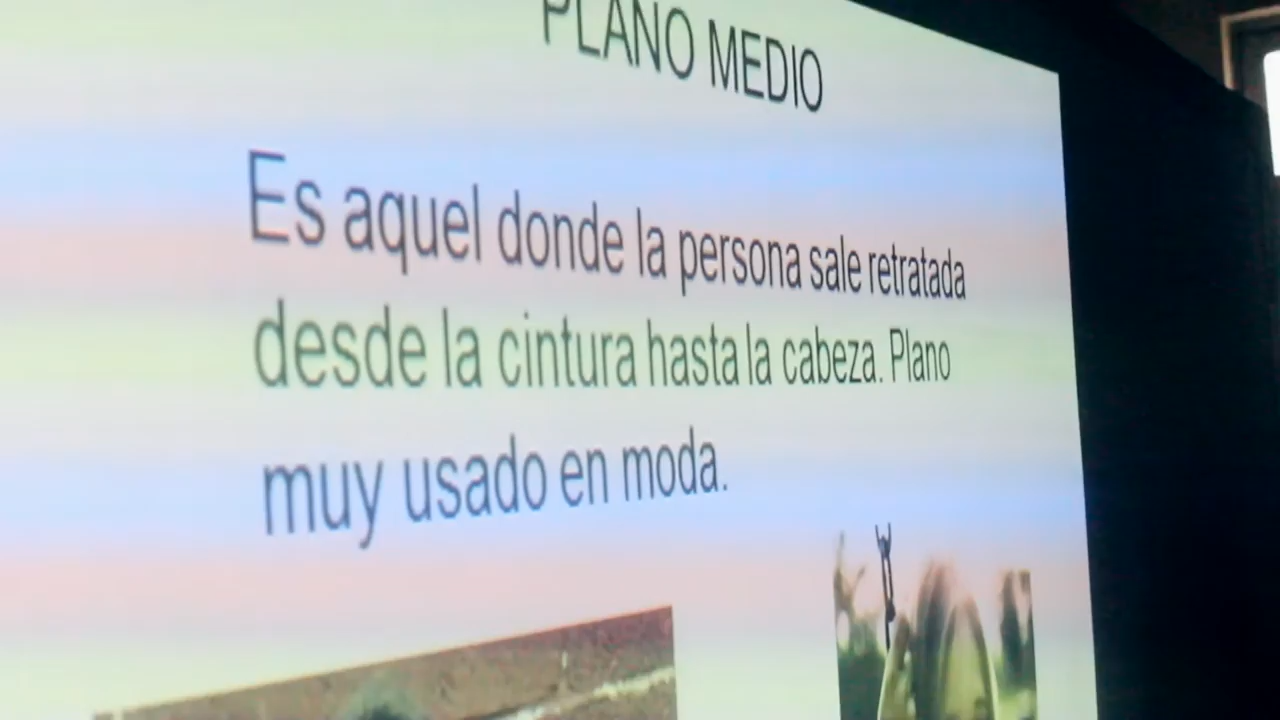 PLANO MEDIO
Es aquel donde la persona sale retratada
desde la cintura hasta la cabeza. Plano
muy usado en moda.